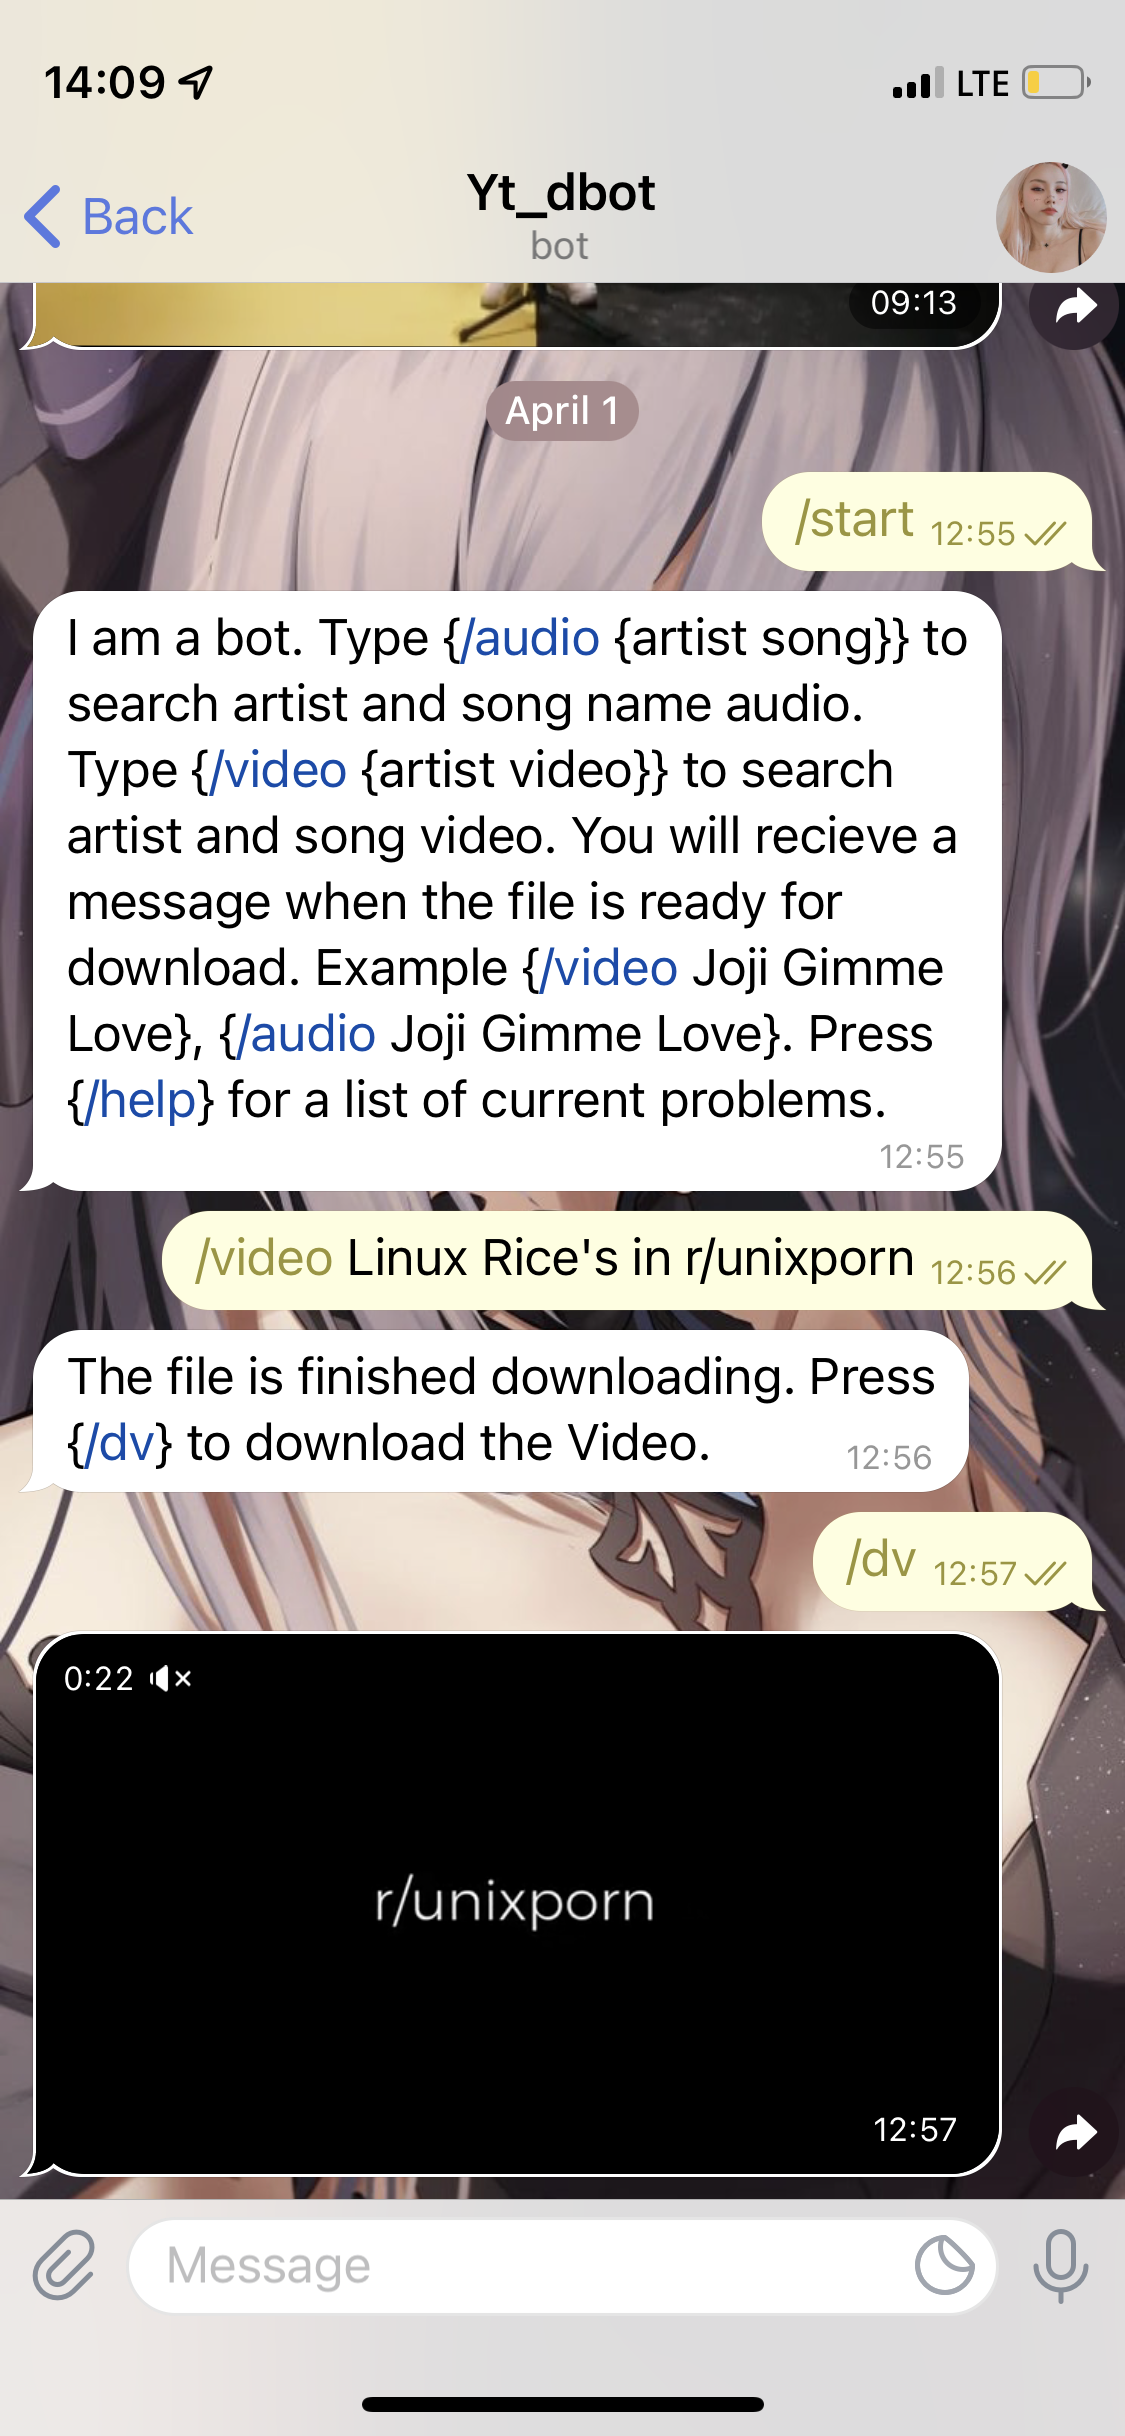 14:09
LTE
Back
Yt_dbot
bot
09:13
April 1
/start 12:55
I am a bot. Type {/audio {artist song}} to
search artist and song name audio.
Type {/video {artist video}} to search
artist and song video. You will recieve a
message when the file is ready for
download. Example {/video Joji Gimme
Love}, {/audio Joji Gimme Love}. Press
{/help} for a list of current problems.
12:55
/video Linux Rice's in r/unixporn 12:56
The file is finished downloading. Press
{/dv} to download the Video.
12:56
/dv 12:57
0:22
r/unixporn
12:57
Message